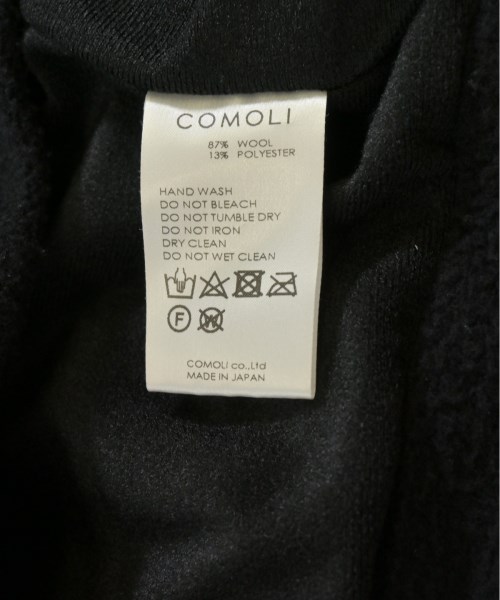 COMOLI
87% WOOL
13% POLYESTER
HAND WASH
DO NOT BLEACH
DO NOT TUMBLE DRY
DO NOT IRON
DRY CLEAN
DO NOT WET CLEAN
F W
COMOLI co.,Ltd
MADE IN JAPAN